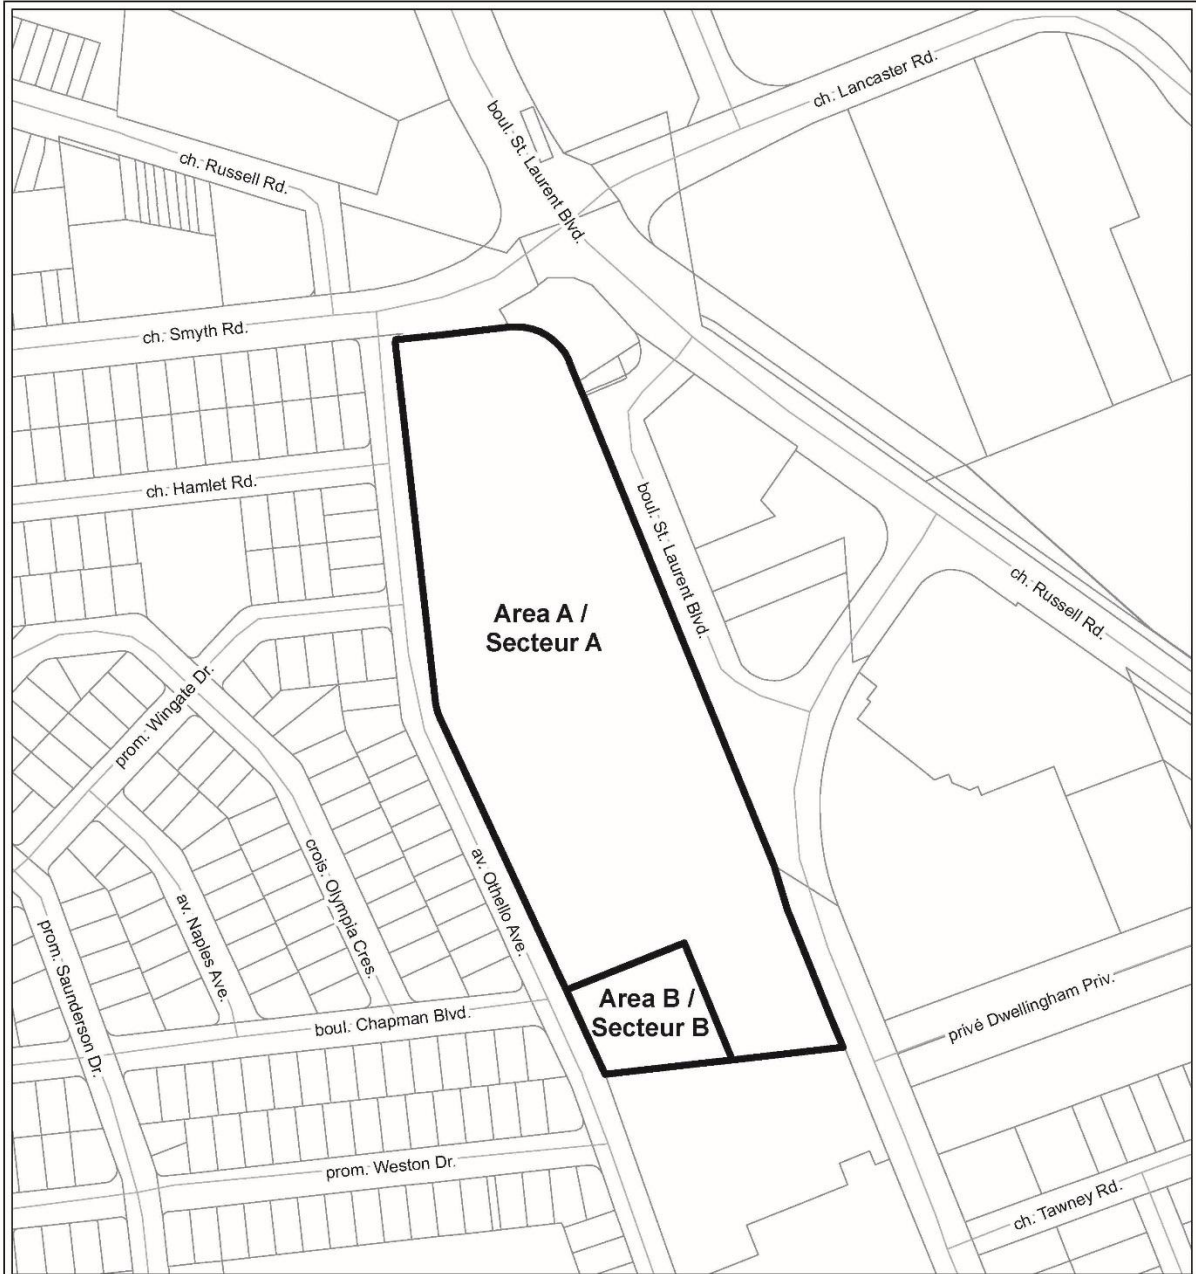 ch. Lancaster Rd.
boul. St. Laurent Blvd.
ch. Russell Rd.
ch. Smyth Rd.
ch. Hamlet Rd.
boul. St. Laurent Blvd.
ch. Russell Rd.
Area A /
Secteur A
prom. Wingate Dr.
crois. Olympia Cres.
av. Othello Ave.
av. Naples Ave.
prom. Saunderson Dr.
Area B /
Secteur B
boul. Chapman Blvd.
privé Dwellingham Priv.
prom. Weston Dr.
ch. Tawney Rd.